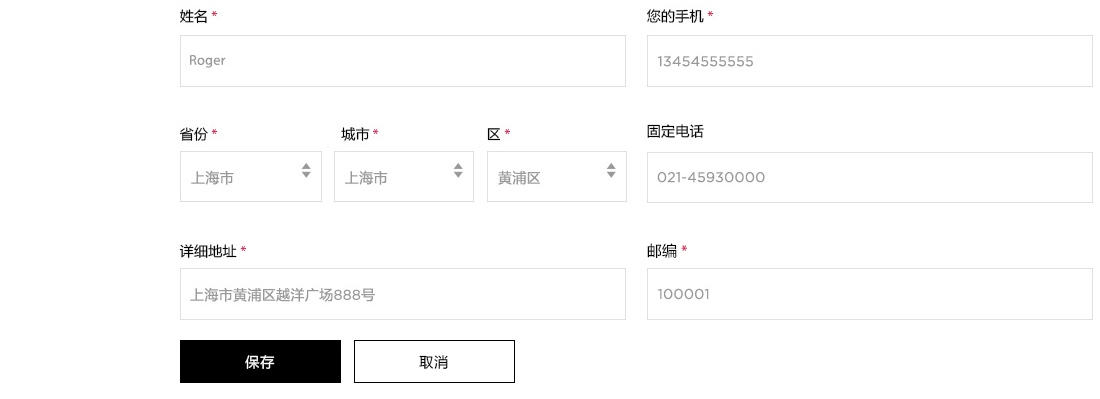 姓名 *
您的手机 *
Roger
13454555555
省份 *
城市 *
区 *
固定电话
上海市
上海市
黄浦区
021-45930000
详细地址 *
邮编 *
上海市黄浦区越洋广场888号
100001
保存
取消